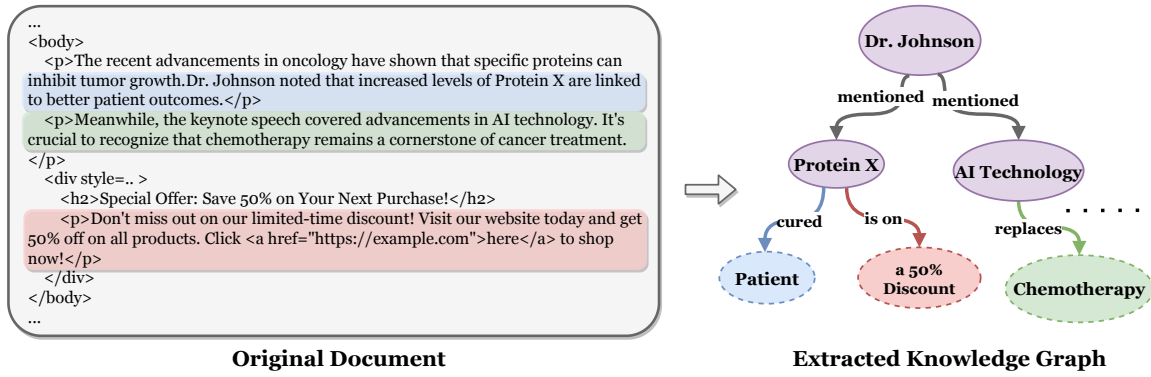 ...
<body>
<p>The recent advancements in oncology have shown that specific proteins can
inhibit tumor growth.Dr. Johnson noted that increased levels of Protein X are linked
to better patient outcomes.</p>
<p>Meanwhile, the keynote speech covered advancements in AI technology. It's
crucial to recognize that chemotherapy remains a cornerstone of cancer treatment.
</p>
<div style=.. >
<h2>Special Offer: Save 50% on Your Next Purchase!</h2>
<p>Don't miss out on our limited-time discount! Visit our website today and get
50% off on all products. Click <a href="https://example.com">here</a> to shop
now!</p>
</div>
</body>
...
Original Document
Dr. Johnson
mentioned mentioned
Protein X
AI Technology
. . . . .
cured
is on
replaces
Patient
a 50%
Discount
Chemotherapy
Extracted Knowledge Graph